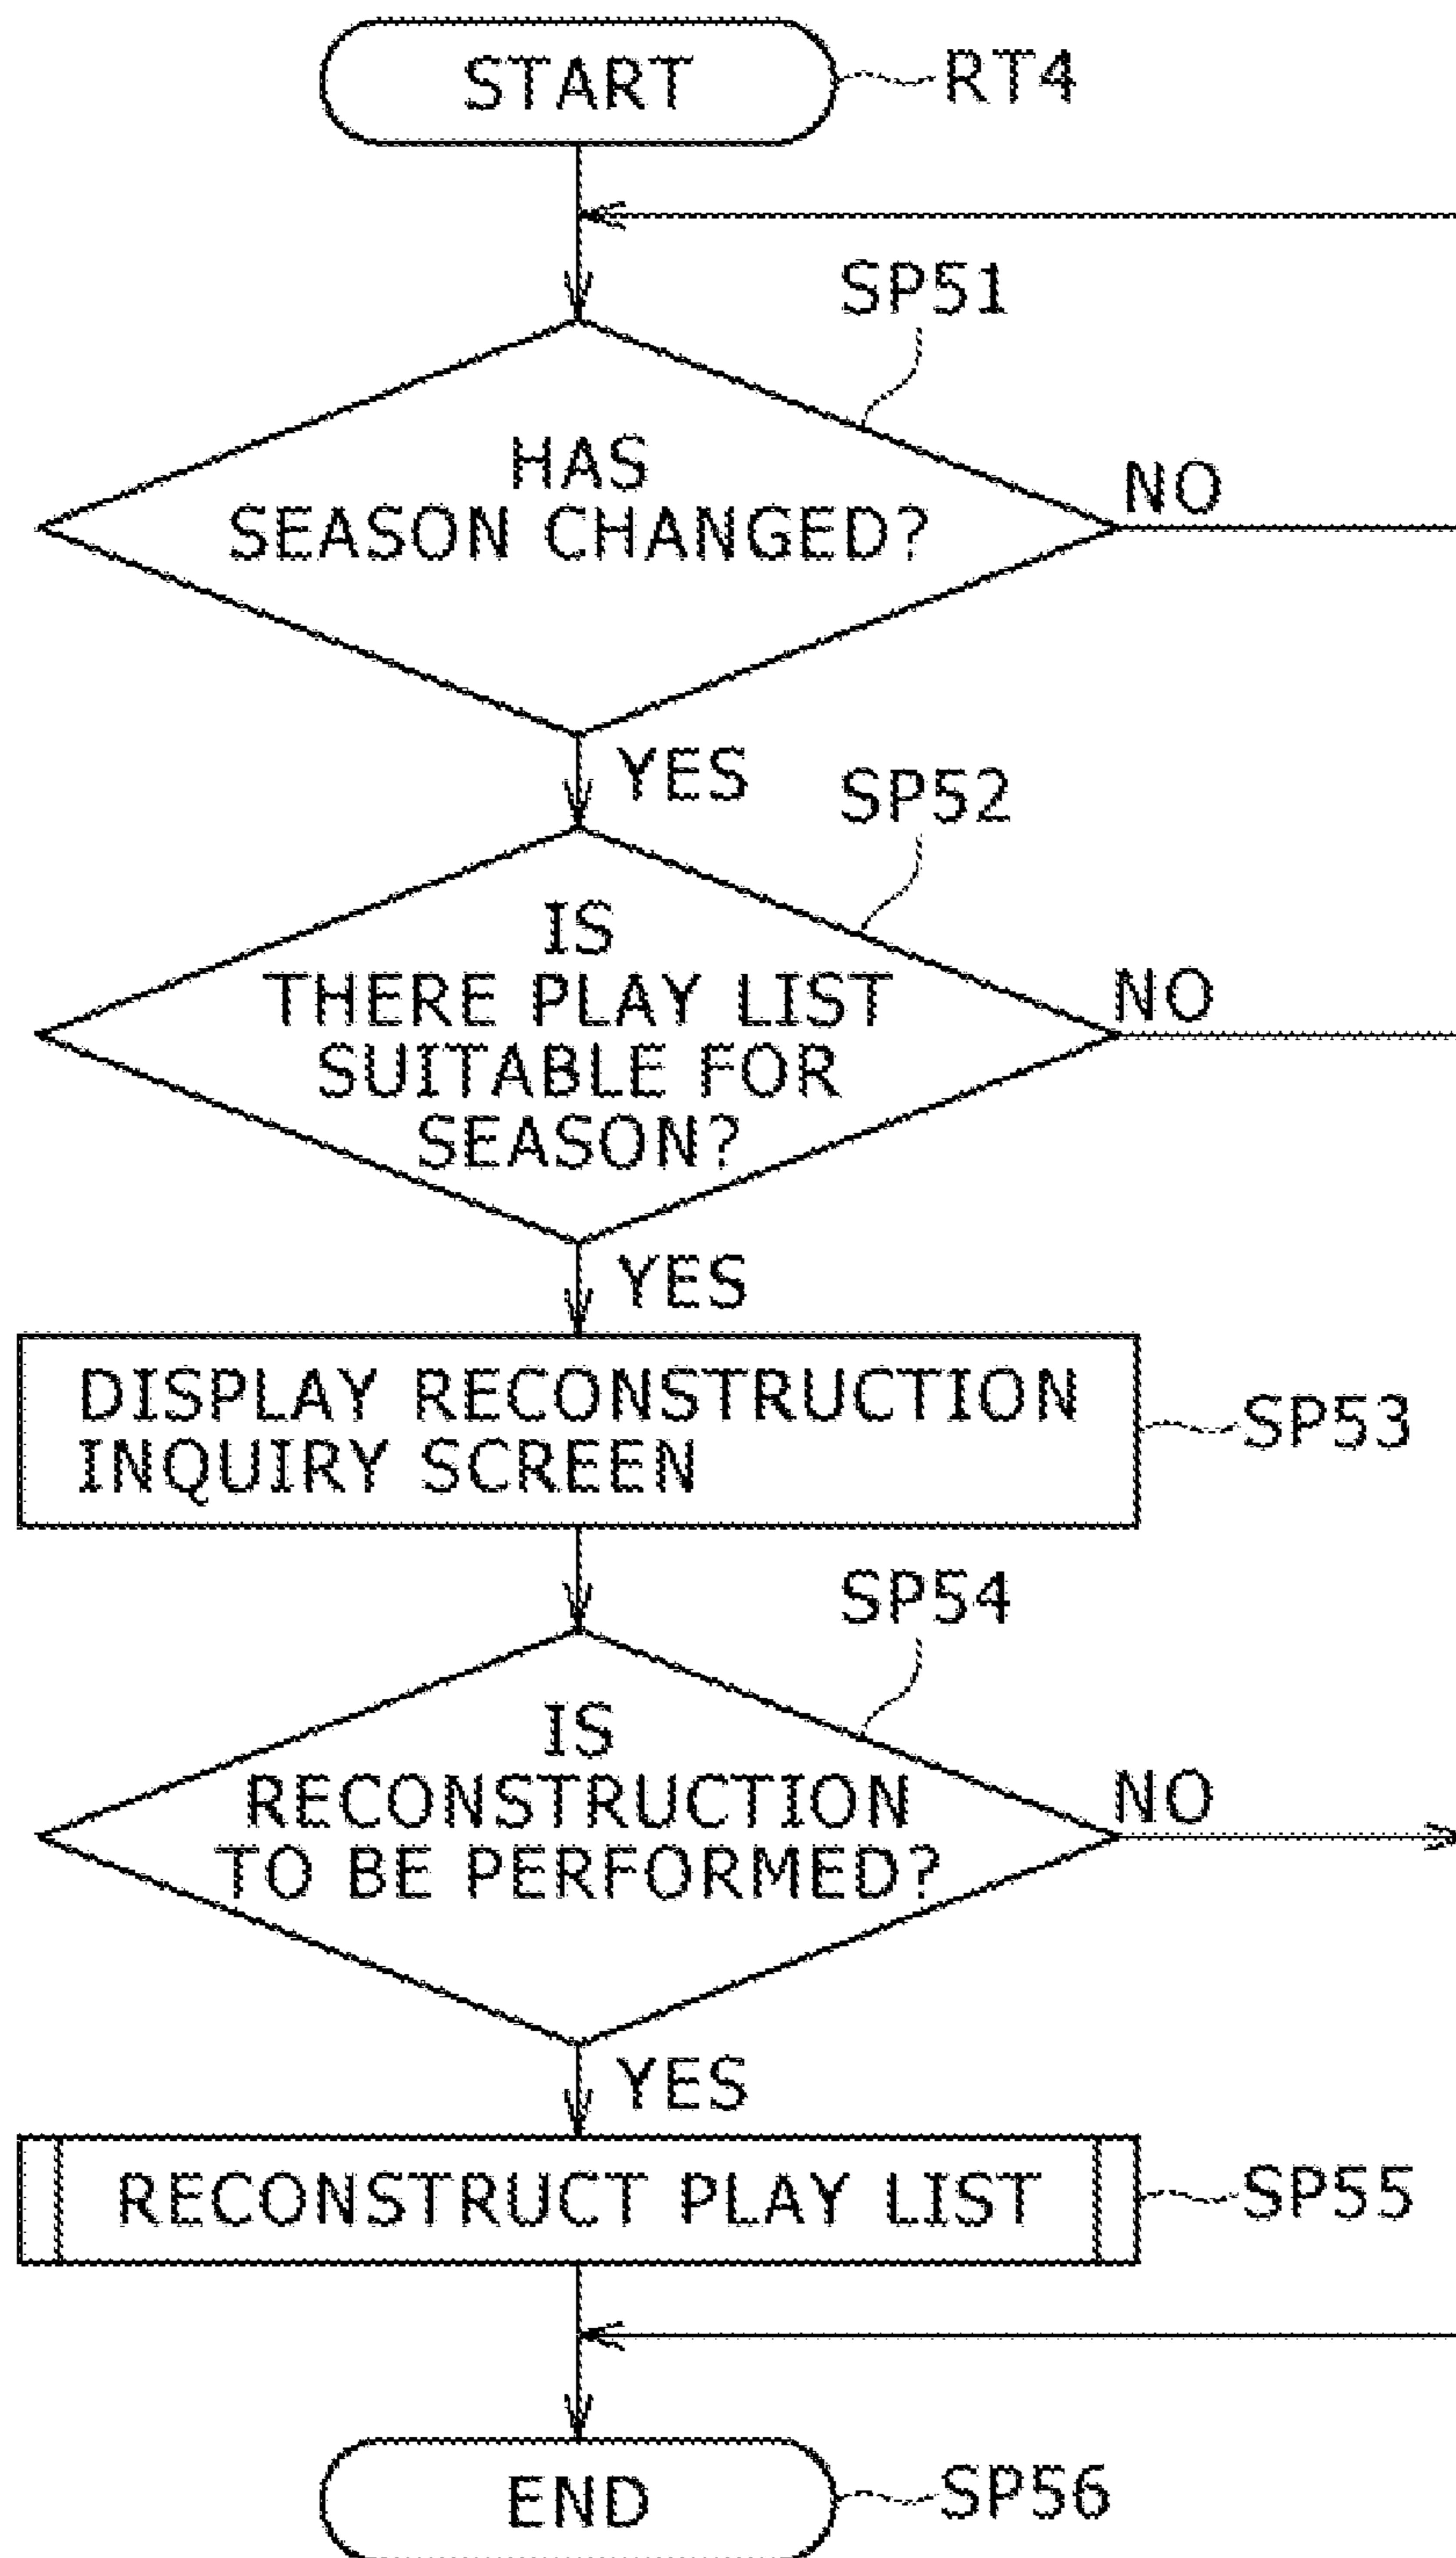 START
RT4
SP51
HAS
SEASON CHANGED?
NO
YES
SP52
IS
THERE PLAY LIST
SUITABLE FOR
SEASON?
NO
YES
DISPLAY RECONSTRUCTION
INQUIRY SCREEN
SP53
SP54
IS
RECONSTRUCTION
TO BE PERFORMED?
NO
YES
RECONSTRUCT PLAY LIST
SP55
END
SP56